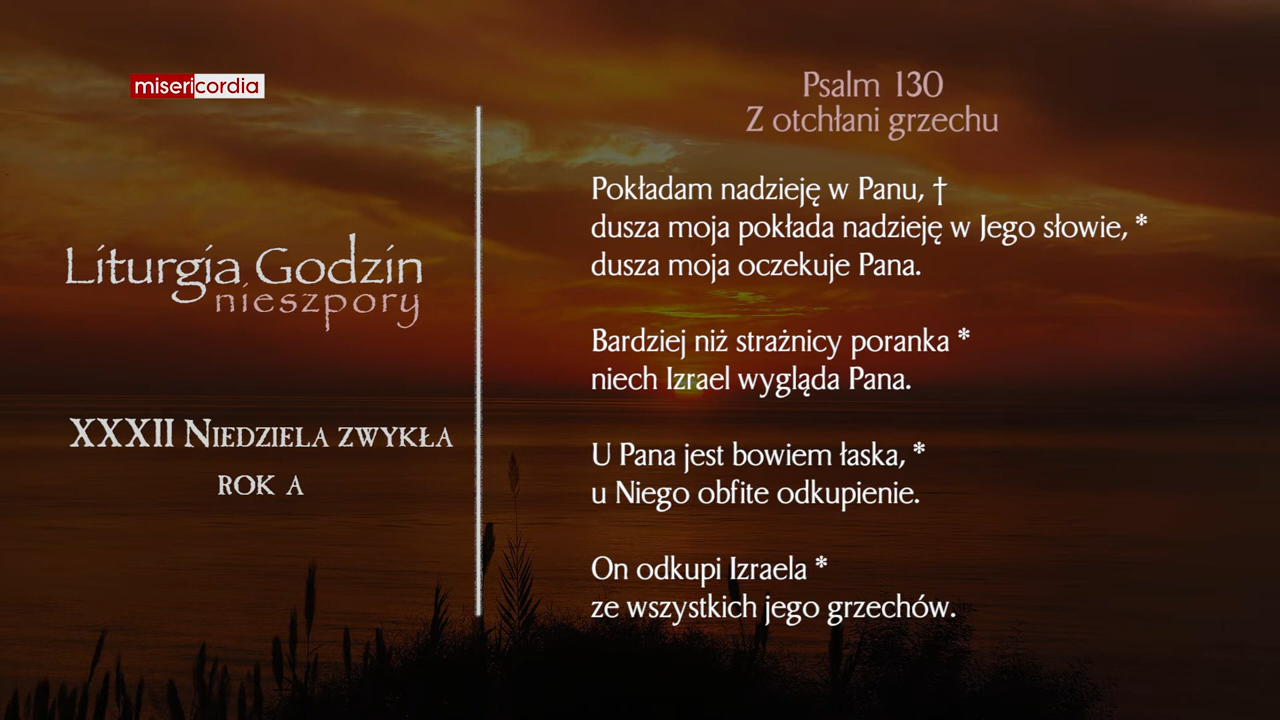 misericordia
Liturgia Godzin
nieszpory
XXXII Niedziela zwykła
rok A
Psalm 130
Z otchłani grzechu
Pokładam nadzieję w Panu, †
dusza moja pokłada nadzieję w Jego słowie, *
dusza moja oczekuje Pana.
Bardziej niż strażnicy poranka *
niech Izrael wygląda Pana.
U Pana jest bowiem łaska, *
u Niego obfite odkupienie.
On odkupi Izraela *
ze wszystkich jego grzechów.